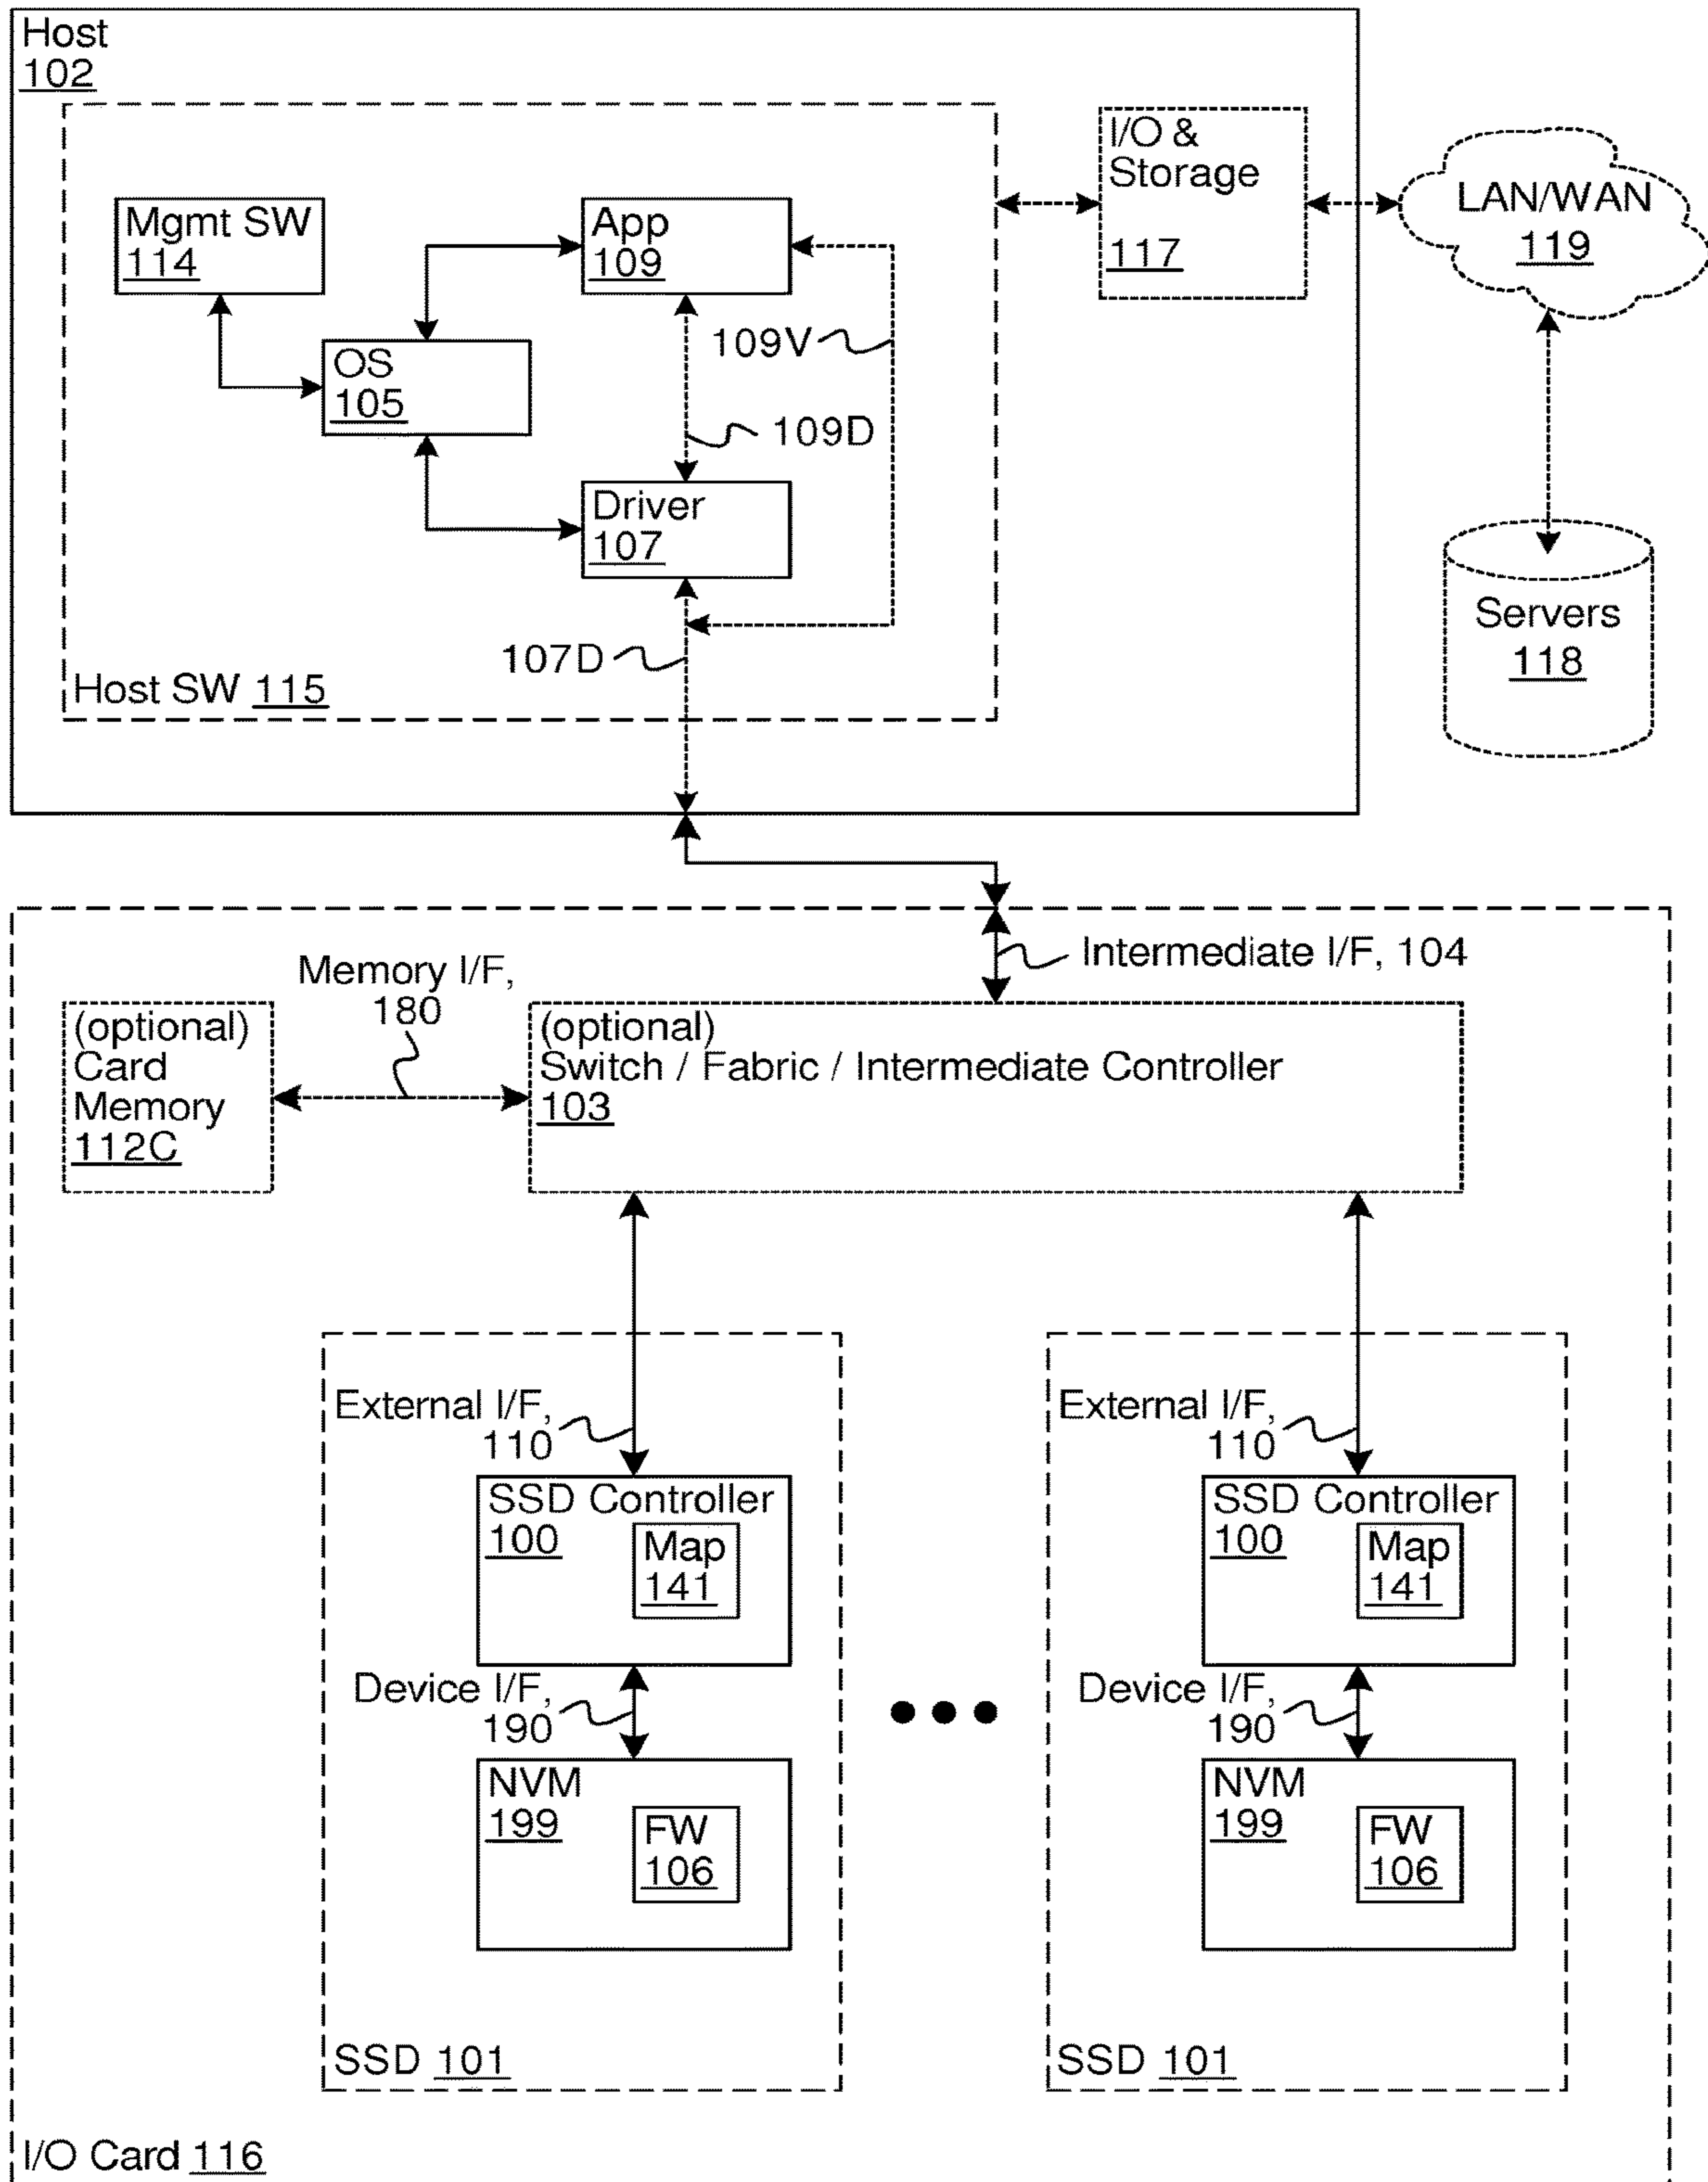 Host
102
I/O &
Storage
117
LAN/WAN
119
Mgmt SW
114
App
109
109V
OS
105
109D
Driver
107
Servers
118
107D
Host SW 115
Intermediate I/F, 104
Memory I/F,
180
(optional)
Card
Memory
112C
(optional)
Switch / Fabric / Intermediate Controller
103
External I/F,
110
SSD Controller
100
Map
141
Device I/F,
190
NVM
199
FW
106
SSD 101
External I/F,
110
SSD Controller
100
Map
141
Device I/F,
190
NVM
199
FW
106
SSD 101
I/O Card 116